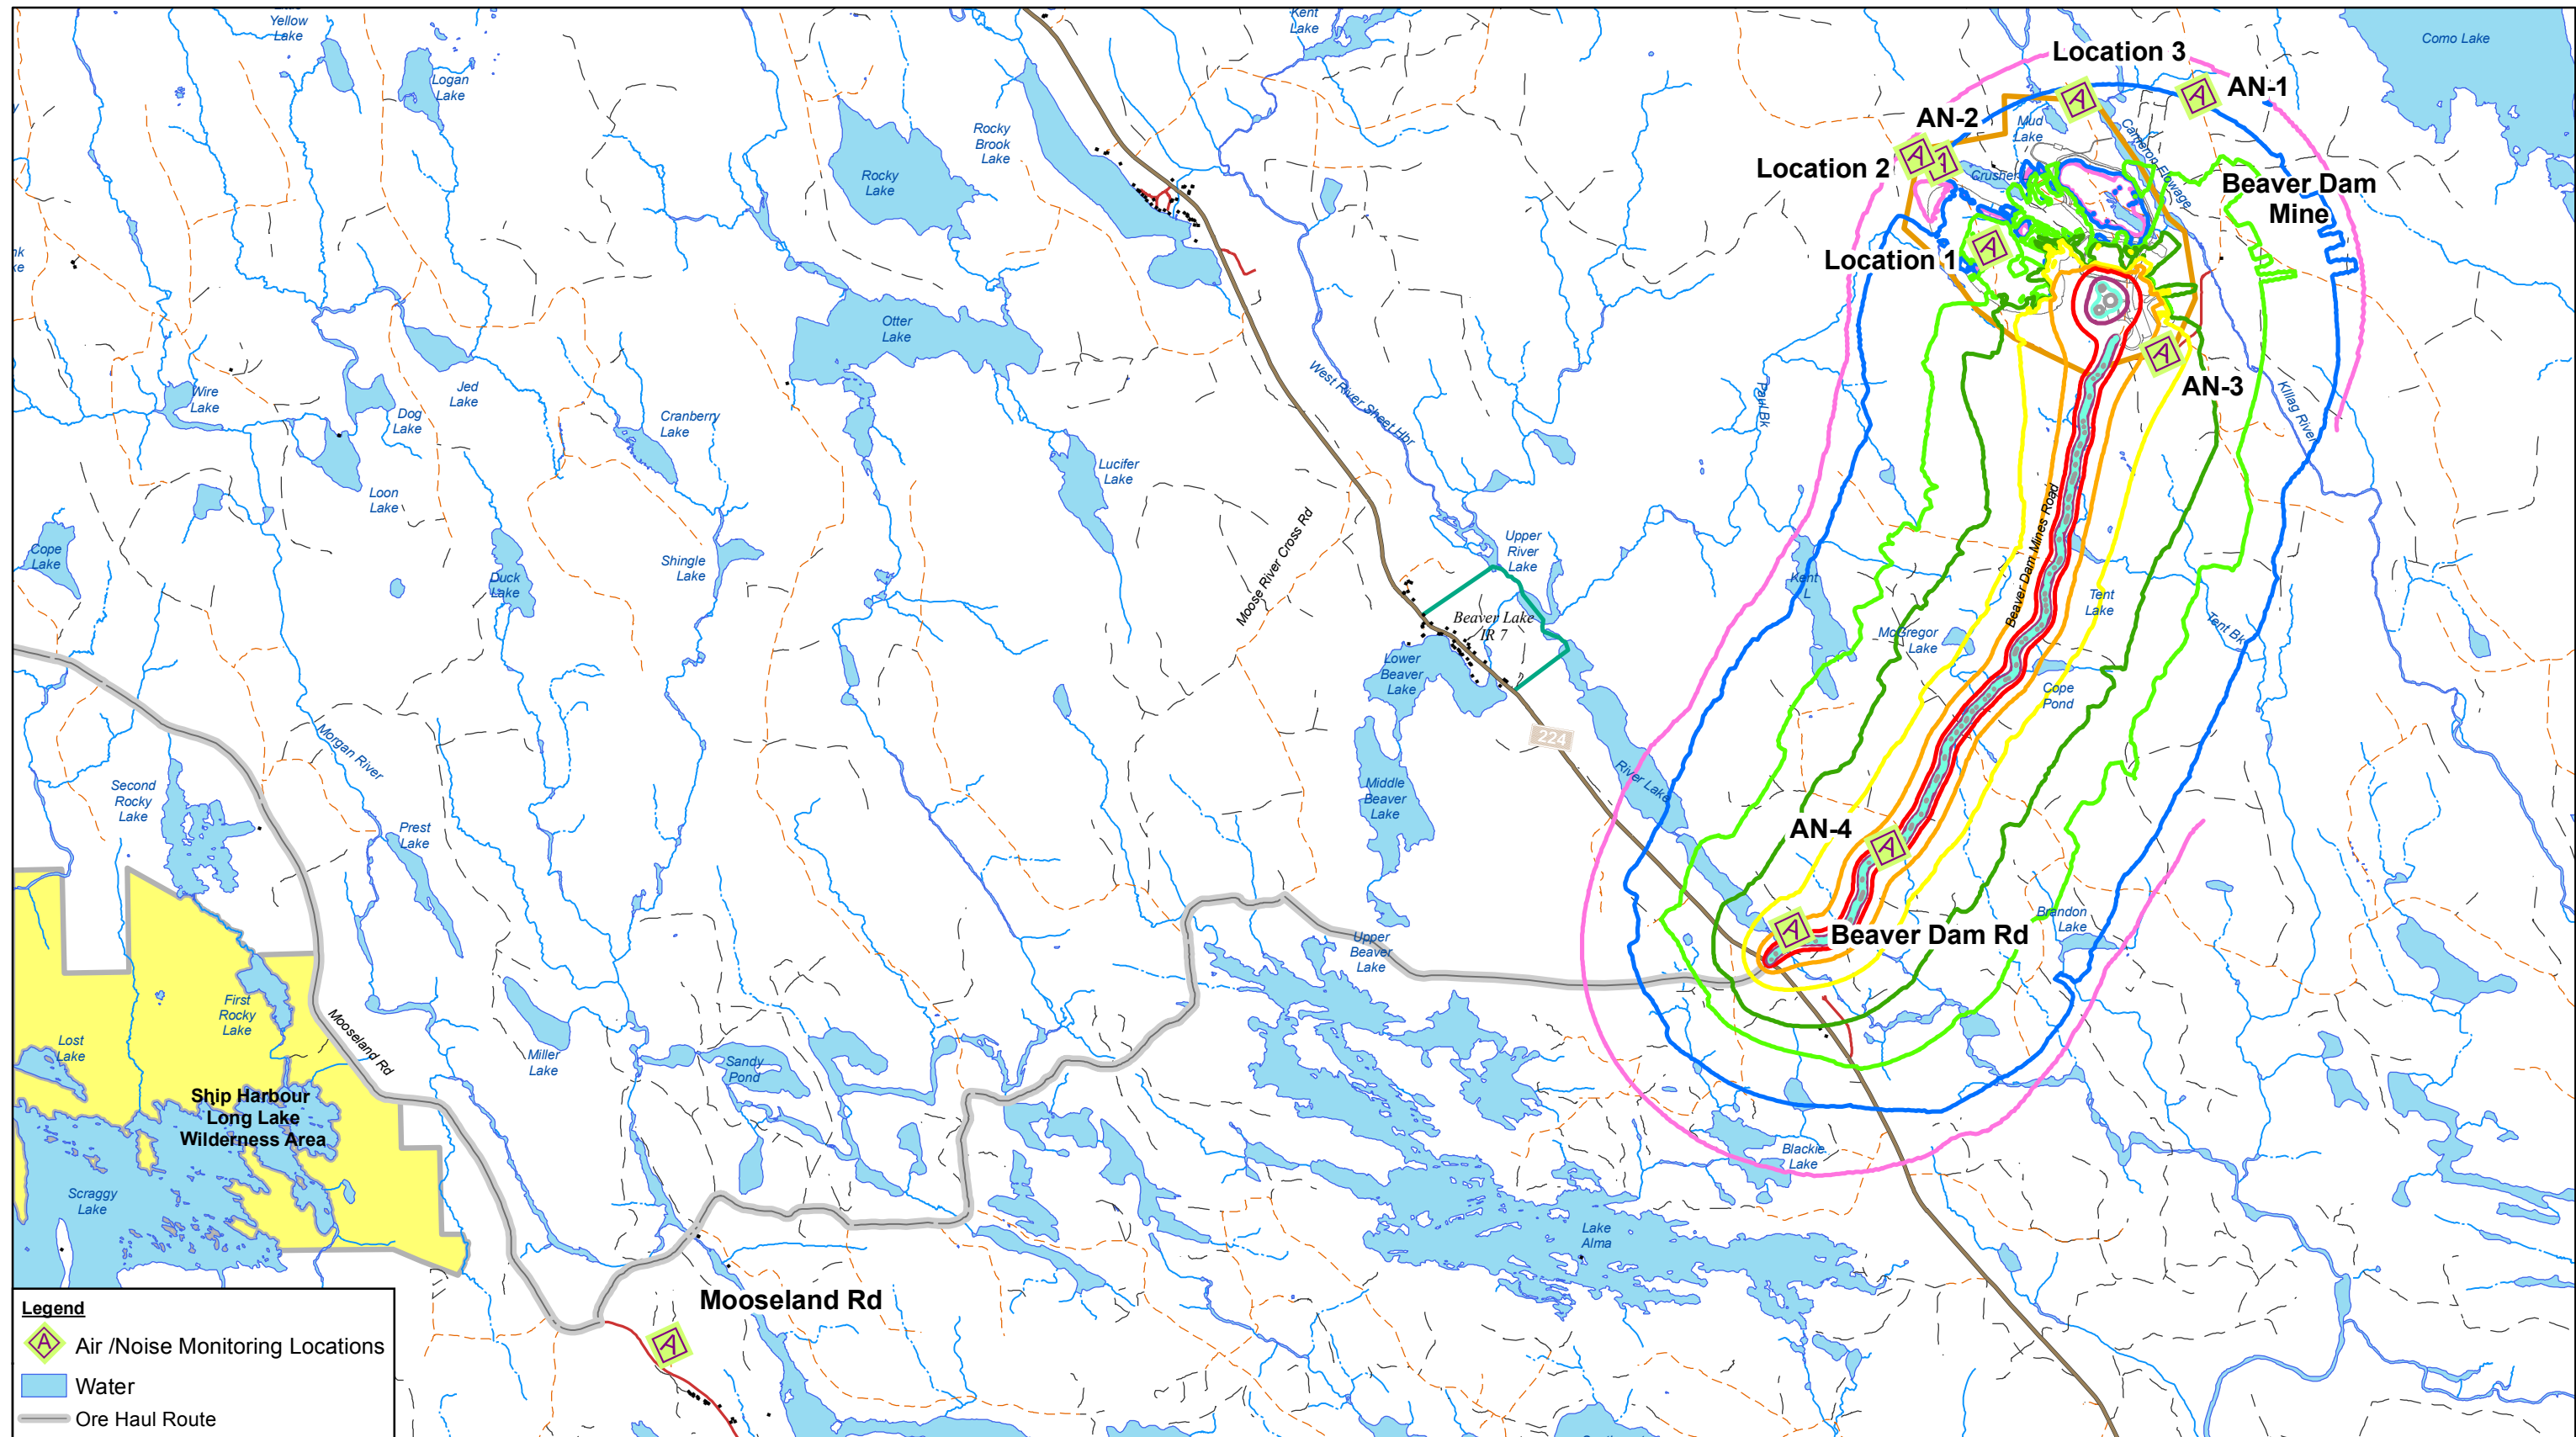 Yellow
Lake
Logan
Lake
Kent
Lake
Como Lake
Location 3
AN-1
AN-2
Mud
Lake
Cameron Flowage
Rocky
Brook
Lake
Rocky
Lake
Location 2
Crusher
Beaver Dam
Mine
Location 1
Otter
Lake
West River Sheet Hbr
Paul Bk
AN-3
Killag River
Wire
Lake
Jed
Lake
Dog
Lake
Cranberry
Lake
Lucifer
Lake
Loon
Lake
Cope
Lake
Duck
Lake
Shingle
Lake
Moose River Cross Rd
Upper
River
Lake
Beaver Lake
IR 7
Lower
Beaver
Lake
Kent
L
Beaver Dam Mines Road
Tent
Lake
Tent Bk
McGregor
Lake
Cope
Pond
224
River Lake
Middle
Beaver
Lake
Morgan River
Second
Rocky
Lake
Prest
Lake
AN-4
Beaver Dam Rd
Brandon
Lake
Upper
Beaver
Lake
First
Rocky
Lake
Lost
Lake
Mooseland Rd
Miller
Lake
Sandy
Pond
Ship Harbour
Long Lake
Wilderness Area
Scraggy
Lake
Blackie
Lake
Lake
Alma
Mooseland Rd
Legend
A Air /Noise Monitoring Locations
Water
Ore Haul Route